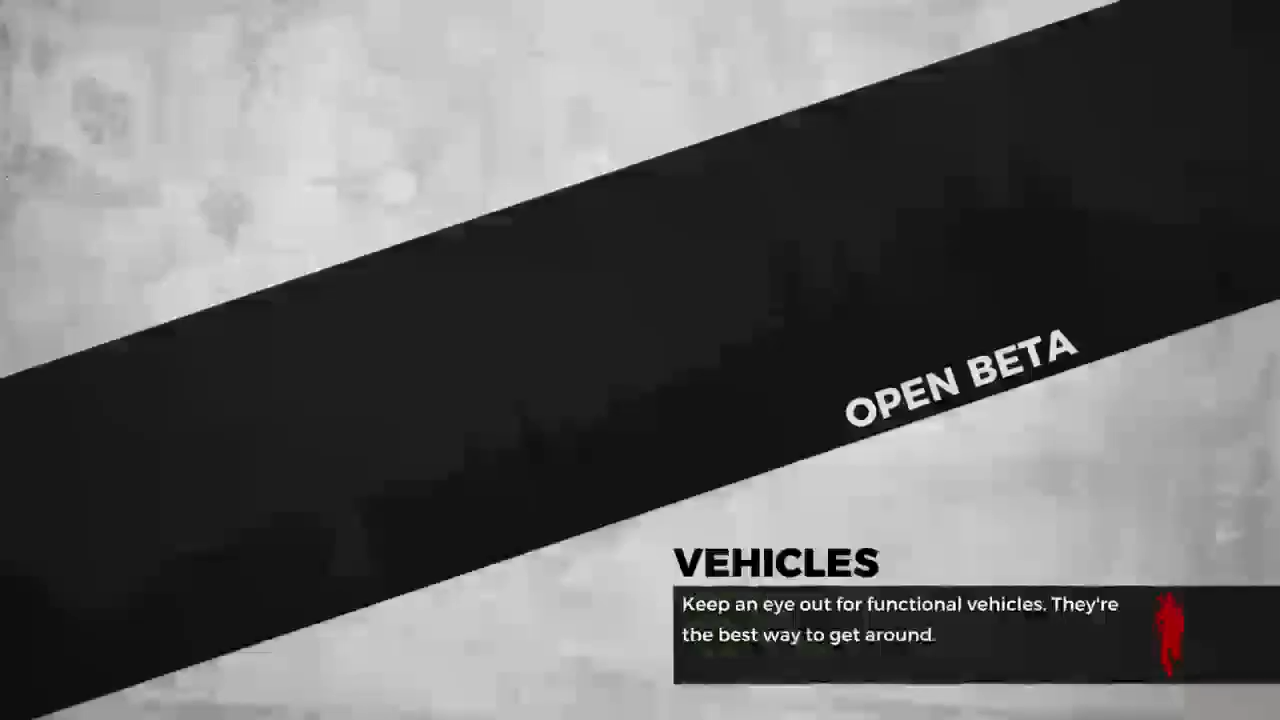 OPEN BETA
VEHICLES
Keep an eye out for functional vehicles. They're
the best way to get around.